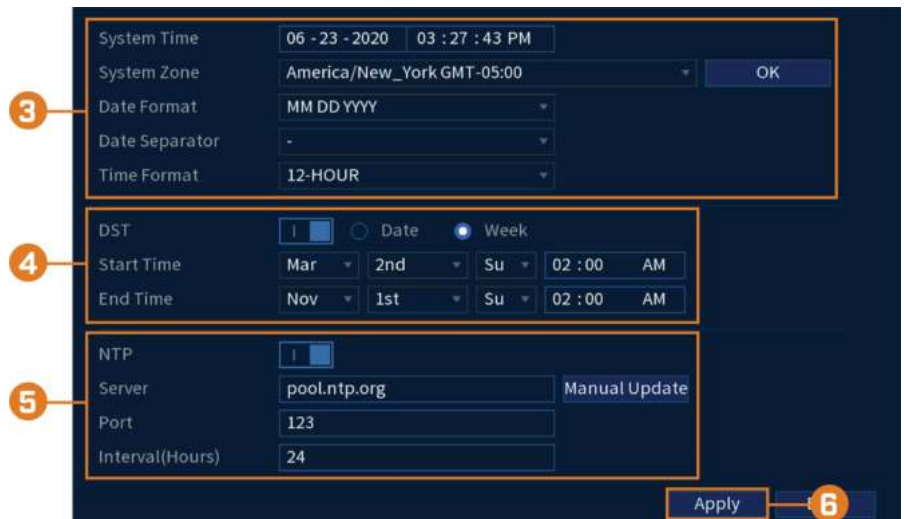 System Time 06 - 23 - 2020 03 : 27 : 43 PM
System Zone America/New_York GMT-05:00 OK
3 Date Format MM DD YYYY
Date Separator -
Time Format 12-HOUR
DST Date Week
4 Start Time Mar 2nd Su 02 : 00 AM
End Time Nov 1st Su 02 : 00 AM
NTP
Server pool.ntp.org Manual Update
5 Port 123
Interval(Hours) 24
Apply 6